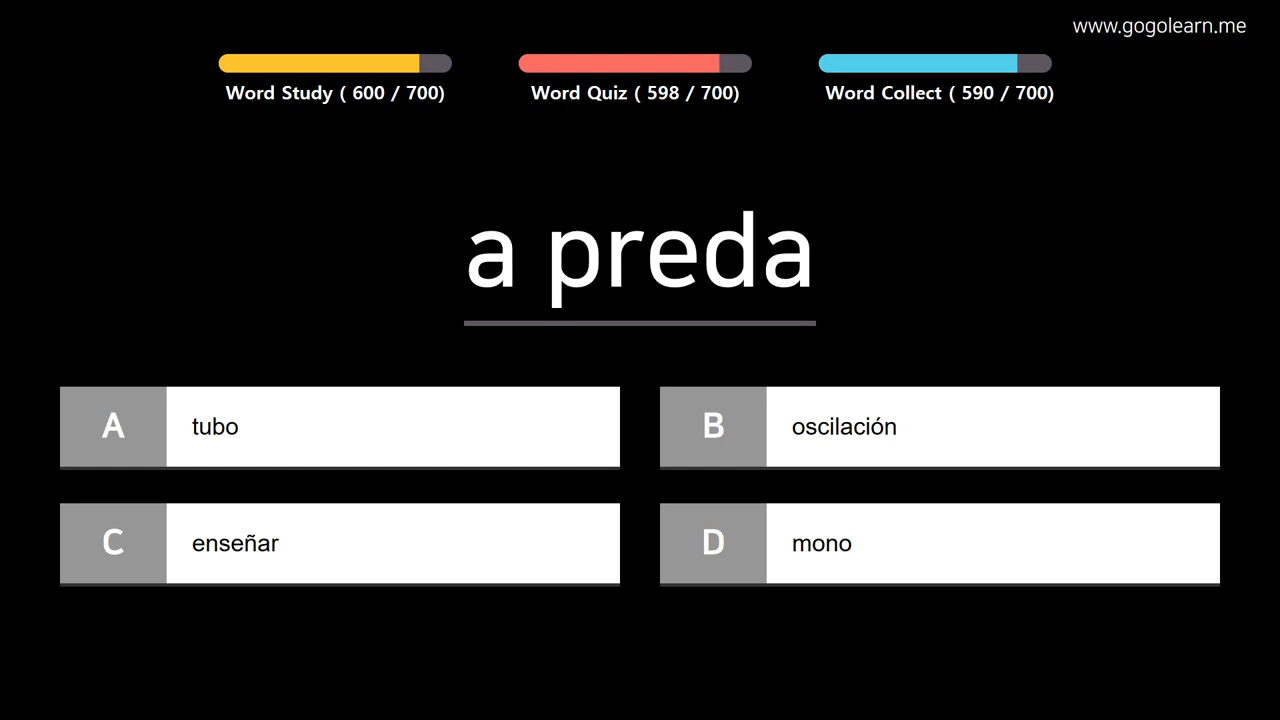 www.gogolearn.me
Word Study ( 600 / 700)
Word Quiz ( 598 / 700)
Word Collect ( 590 / 700)
a preda
A tubo
B oscilación
C enseñar
D mono